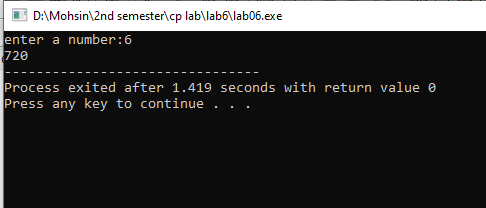 D:\Mohsin\2nd semester\cp lab\lab6\lab06.exe
enter a number:6
720
--------------------------------
Process exited after 1.419 seconds with return value 0
Press any key to continue . . .